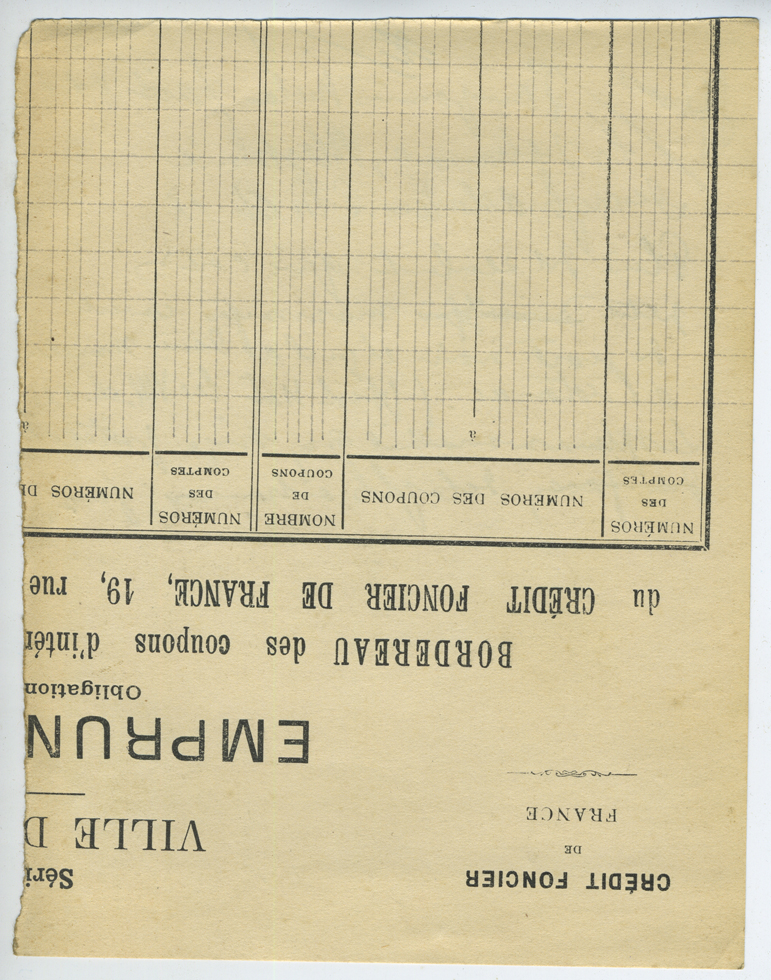 Séri
CRÉDIT FONCIER
DE
FRANCE
VILLE D
EMPRUN
Obligation
BORDEREAU des coupons d'intér
du CRÉDIT FONCIER DE FRANCE, 19, rue
NUMÉROS DES COMPTES
NUMÉROS DES COUPONS
NOMBRE DE COUPONS
NUMÉROS DES COMPTES
NUMÉROS DE
à
à